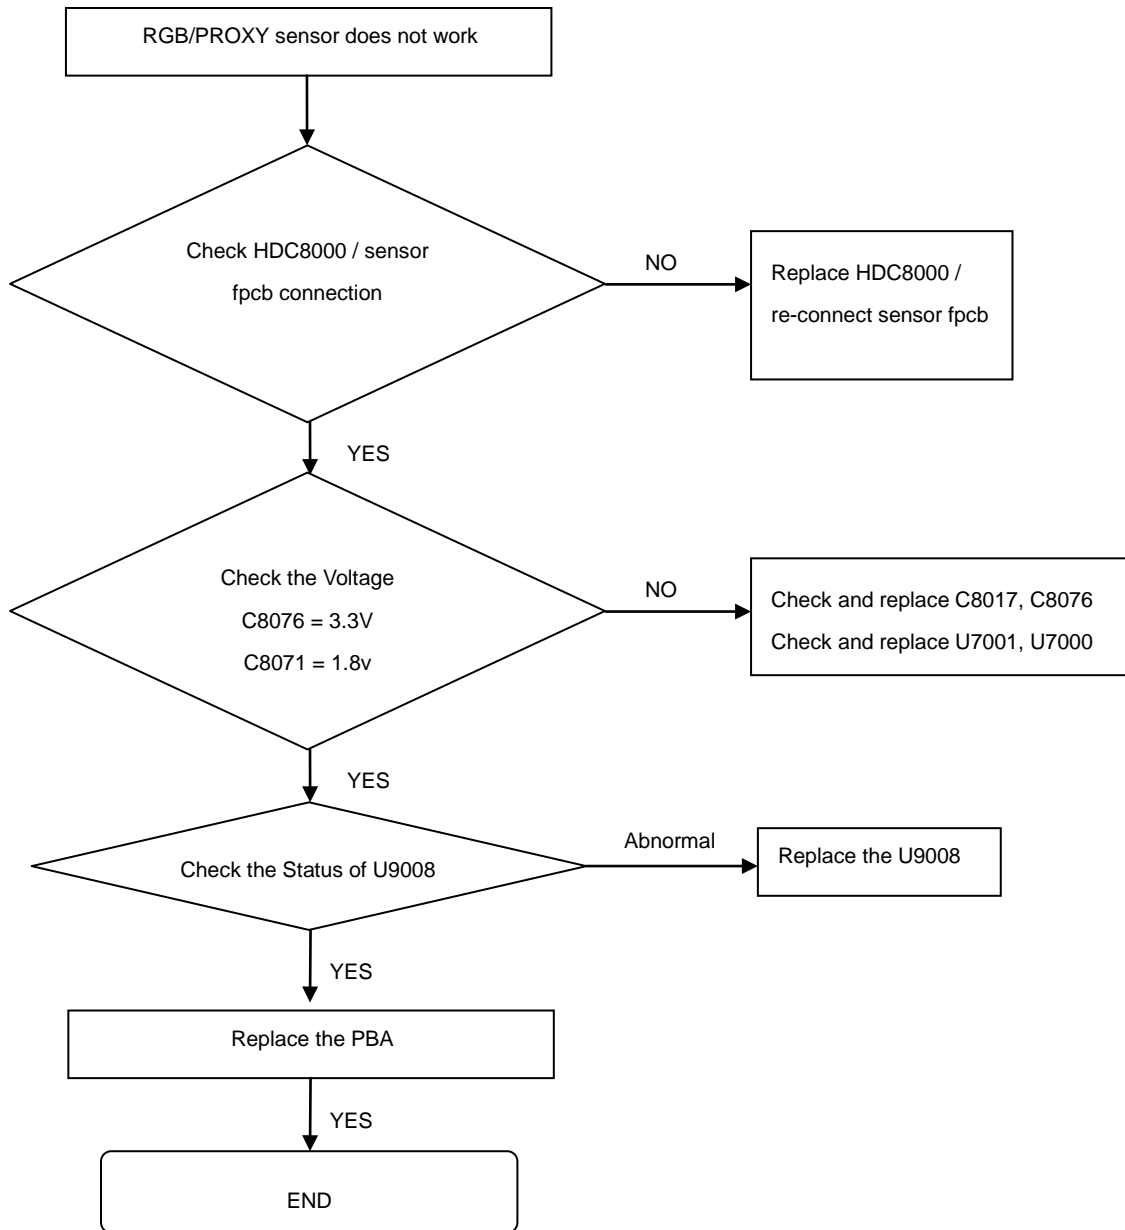 RGB/PROXY sensor does not work
Check HDC8000 / sensor
fpcb connection
NO
Replace HDC8000 /
re-connect sensor fpcb
YES
Check the Voltage
C8076 = 3.3V
C8071 = 1.8v
NO
Check and replace C8017, C8076
Check and replace U7001, U7000
YES
Check the Status of U9008
Abnormal
Replace the U9008
YES
Replace the PBA
YES
END